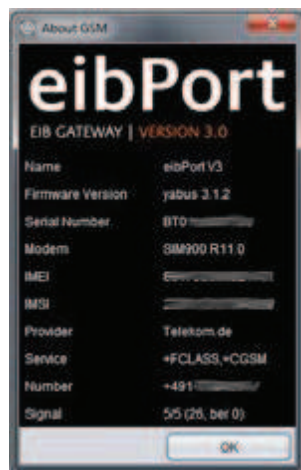 About GSM
eibPort
EIB GATEWAY | VERSION 3.0
Name eibPort V3
Firmware Version yabus 3.1.2
Serial Number BT0
Modem SIM900 R11.0
IMEI
IMSI
Provider Telekom.de
Service +FCLASS,+CGSM
Number +491
Signal 5/5 (26, ber 0)
OK